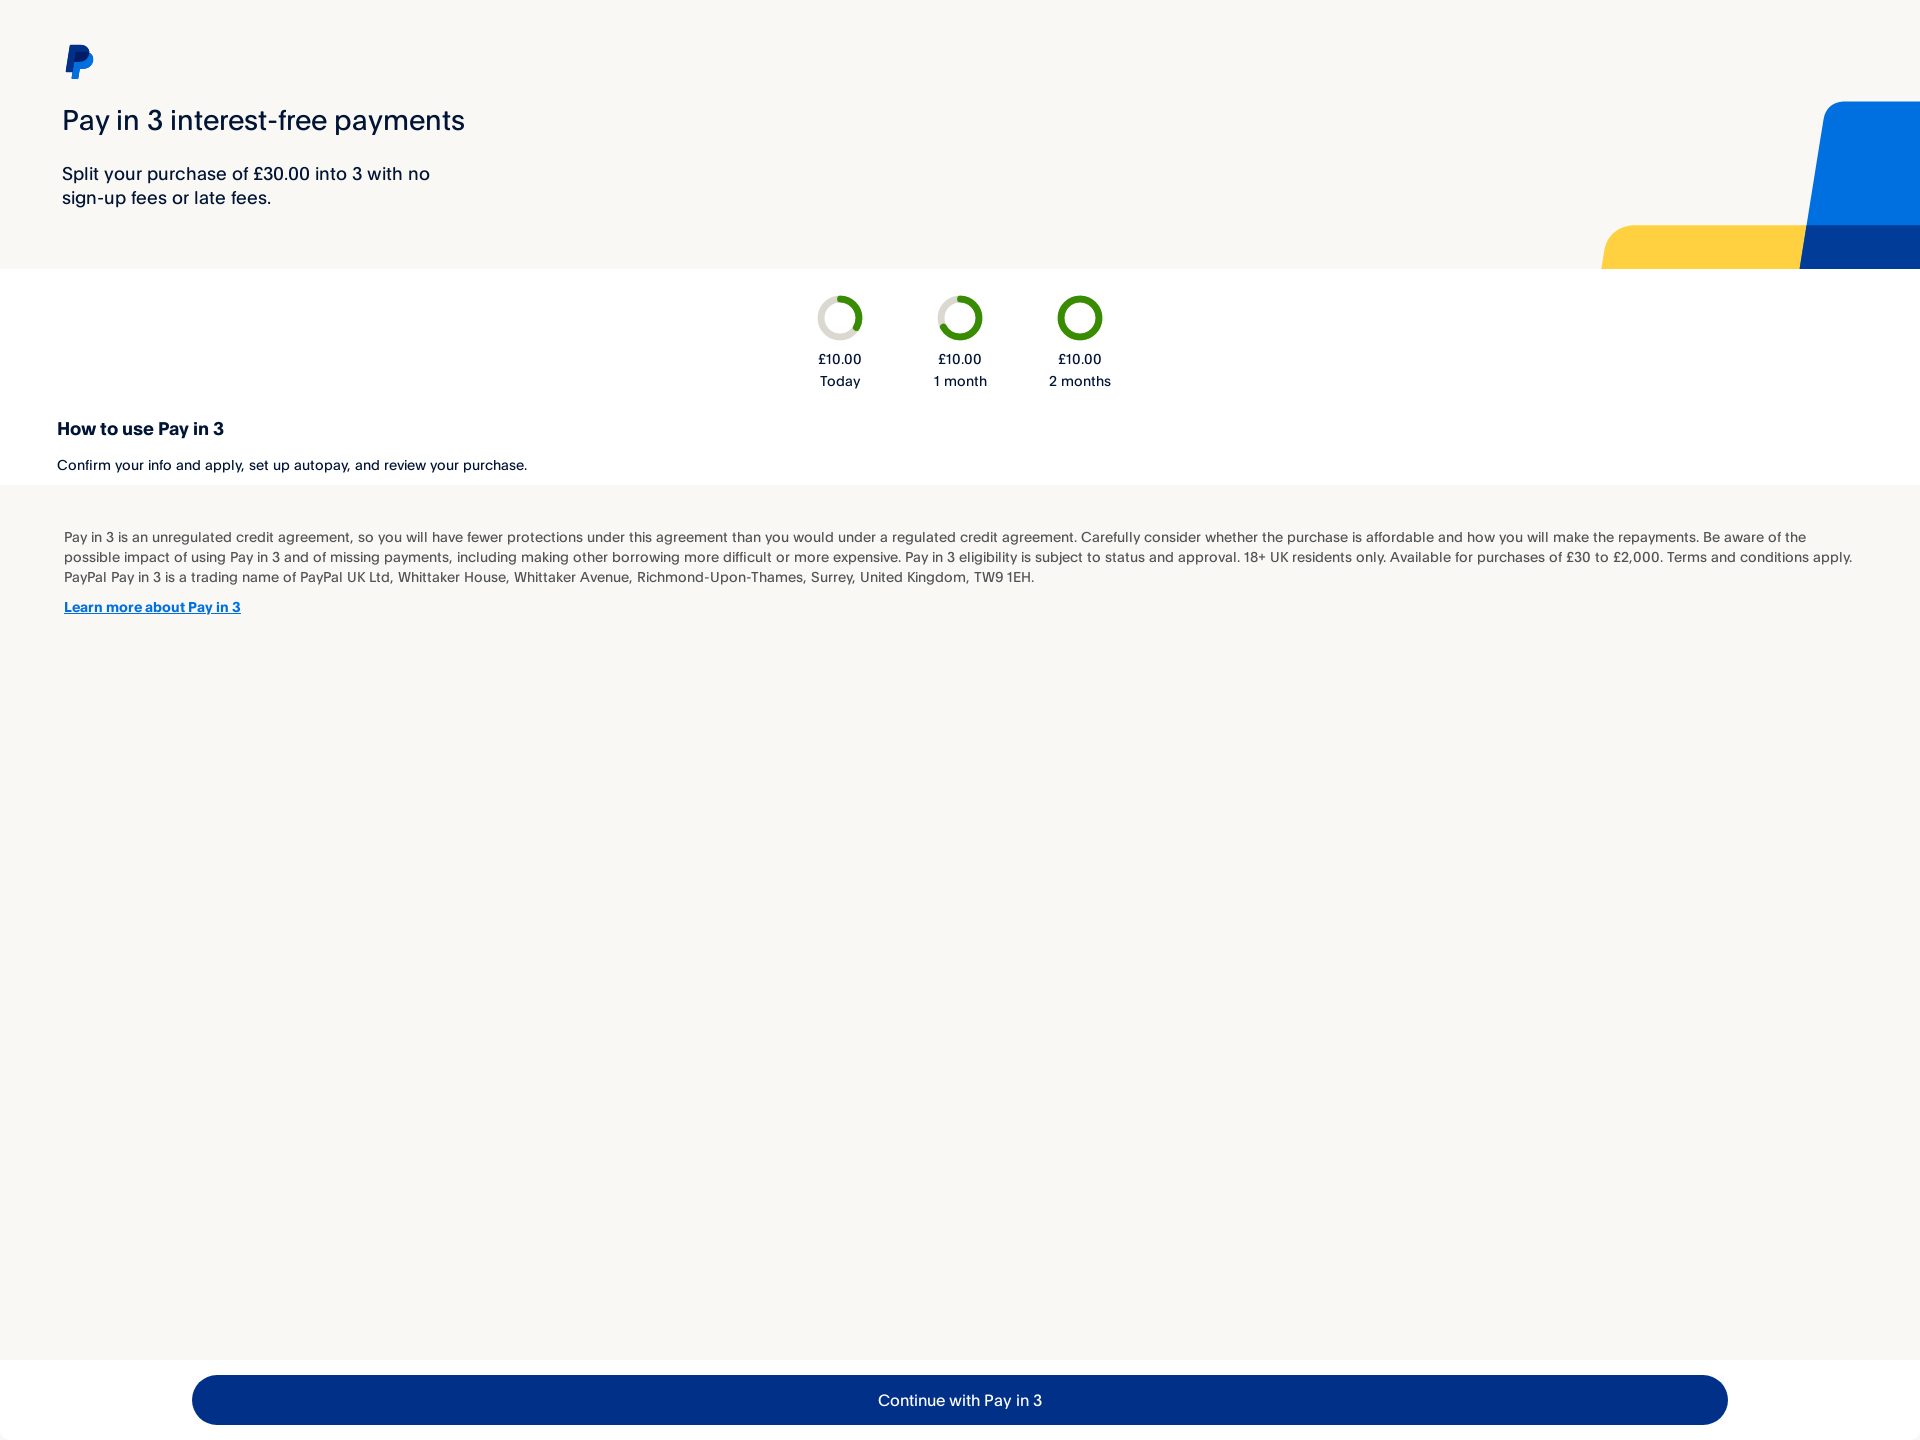 Pay in 3 interest-free payments
Split your purchase of £30.00 into 3 with no
sign-up fees or late fees.
£10.00 £10.00 £10.00
Today 1 month 2 months
How to use Pay in 3
Confirm your info and apply, set up autopay, and review your purchase.
Pay in 3 is an unregulated credit agreement, so you will have fewer protections under this agreement than you would under a regulated credit agreement. Carefully consider whether the purchase is affordable and how you will make the repayments. Be aware of the
possible impact of using Pay in 3 and of missing payments, including making other borrowing more difficult or more expensive. Pay in 3 eligibility is subject to status and approval. 18+ UK residents only. Available for purchases of £30 to £2,000. Terms and conditions apply.
PayPal Pay in 3 is a trading name of PayPal UK Ltd, Whittaker House, Whittaker Avenue, Richmond-Upon-Thames, Surrey, United Kingdom, TW9 1EH.
Learn more about Pay in 3
Continue with Pay in 3